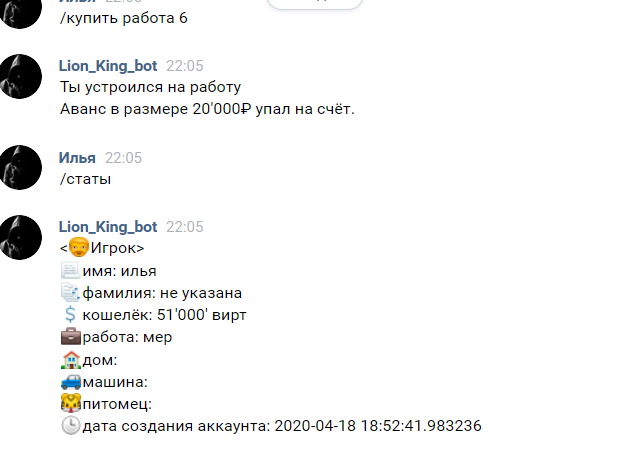 Илья 22:05
/купить работа 6
Lion_King_bot 22:05
Ты устроился на работу
Аванс в размере 20'000₽ упал на счёт.
Илья 22:05
/статы
Lion_King_bot 22:05
<Игрок>
имя: илья
фамилия: не указана
кошелёк: 51'000' вирт
работа: мер
дом:
машина:
питомец:
дата создания аккаунта: 2020-04-18 18:52:41.983236